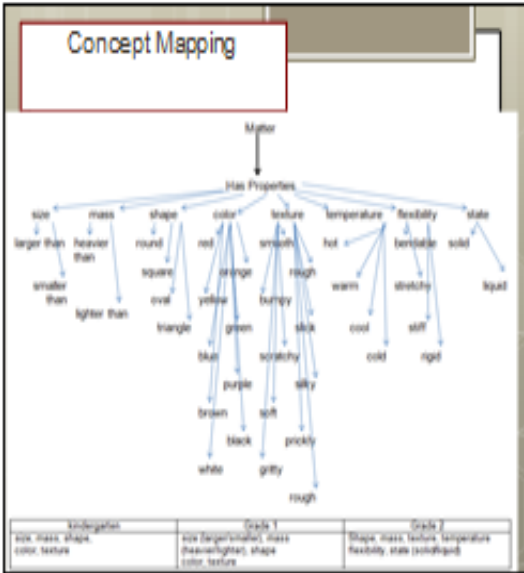 Concept Mapping
Matter
Has Properties
size mass shape color texture temperature flexibility state
larger than heavier than round red smooth hot bendable solid
square orange rough
smaller than oval yellow bumpy warm stretchy liquid
lighter than triangle green slick cool stiff
blue scratchy cold rigid
purple silky
brown soft
black prickly
white gritty
rough
kindergarten Grade 1 Grade 2
size, mass, shape, size (larger/smaller), mass Shape, mass, texture, temperature
color, texture (heavier/lighter), shape flexibility, state (solid/liquid)
color, texture